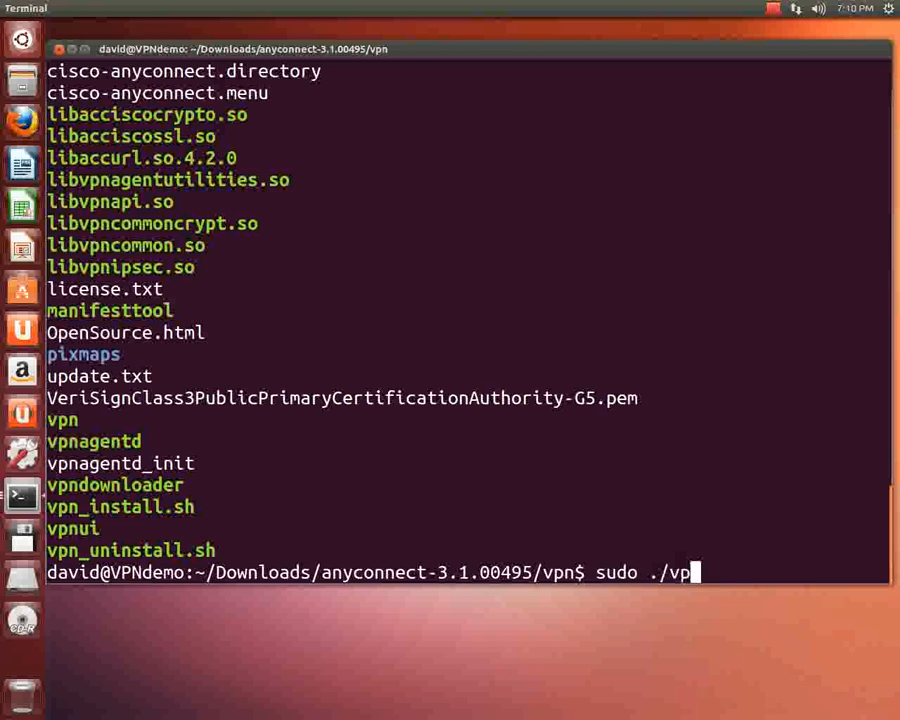 Terminal
7:10 PM
david@VPNdemo: ~/Downloads/anyconnect-3.1.00495/vpn
cisco-anyconnect.directory
cisco-anyconnect.menu
libacciscocrypto.so
libacciscossl.so
libaccurl.so.4.2.0
libvpnagentutilities.so
libvpnapi.so
libvpncommoncrypt.so
libvpncommon.so
libvpnipsec.so
license.txt
manifesttool
OpenSource.html
pixmaps
update.txt
VeriSignClass3PublicPrimaryCertificationAuthority-G5.pem
vpn
vpnagentd
vpnagentd_init
vpndownloader
vpn_install.sh
vpnui
vpn_uninstall.sh
david@VPNdemo:~/Downloads/anyconnect-3.1.00495/vpn$ sudo ./vp